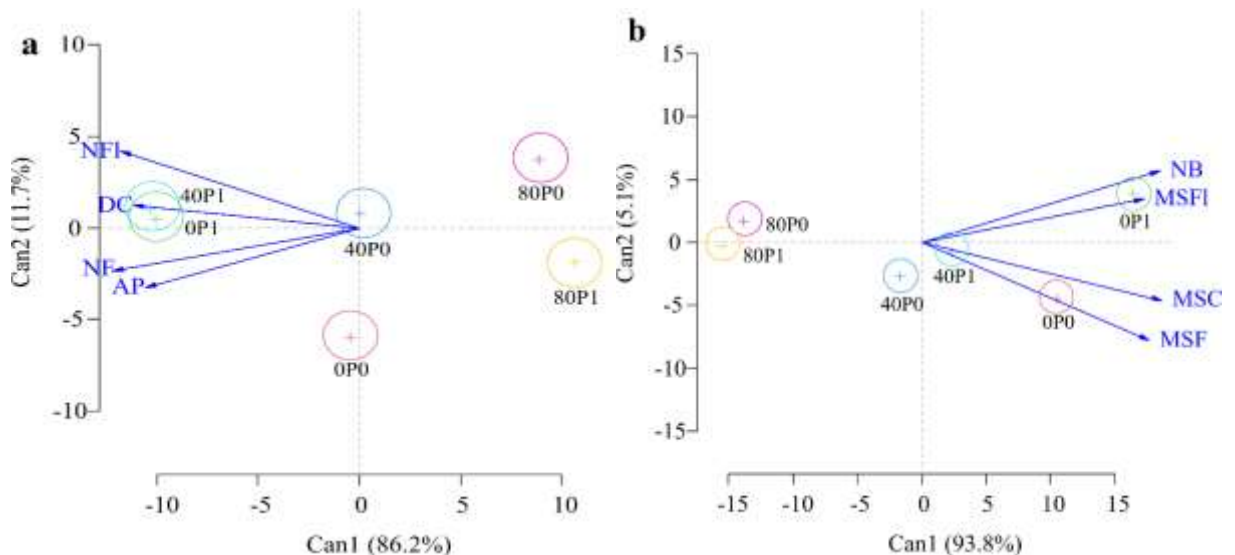 a
10
5
0
-5
-10
Can2 (11.7%)
NFl
DC
NF
AP
40P1
0P1
40P0
80P0
80P1
0P0
-10
-5
0
5
10
Can1 (86.2%)
b
15
10
5
0
-5
-10
-15
Can2 (5.1%)
NB
MSFl
0P1
80P0
80P1
40P1
40P0
0P0
MSC
MSF
-15
-10
-5
0
5
10
15
Can1 (93.8%)